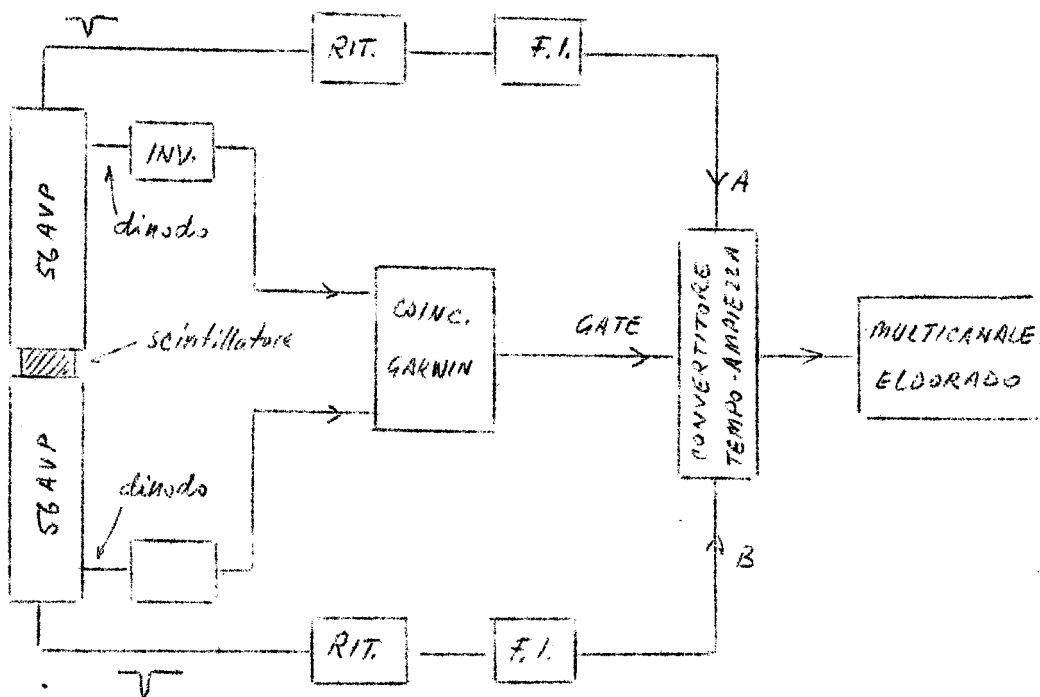 RIT.
F.I.
INV.
56AVP
dinodo
A
COINC.
GARWIN
GATE
CONVERTITORE
TEMPO-AMPIEZZA
MULTICANALE
ELDORADO
scintillatore
56AVP
dinodo
B
RIT.
F.I.